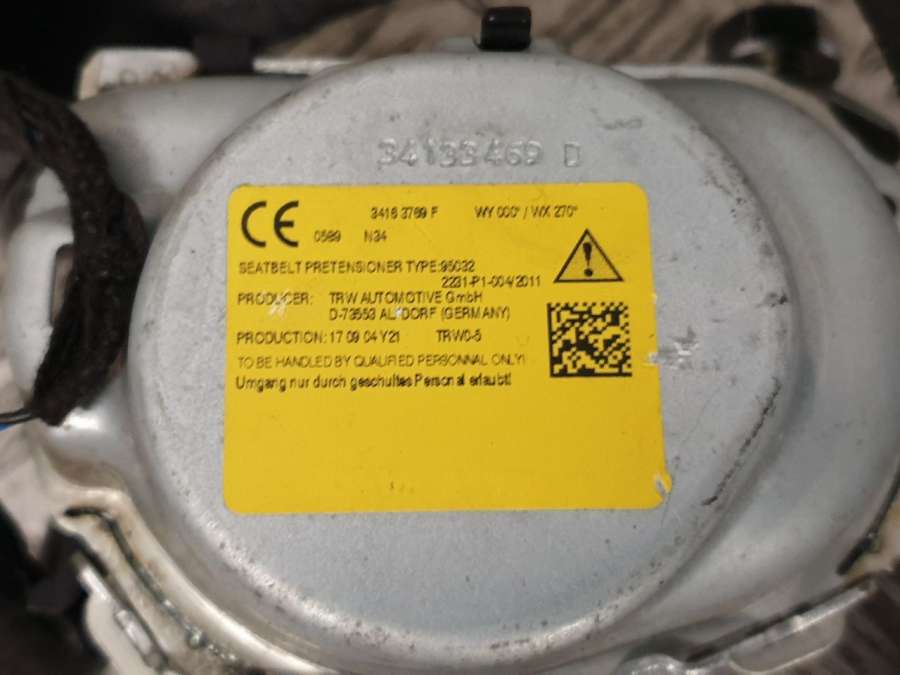 34133469 D
CE 3416 3769 F WY 000° / WX 270°
0589 N34
SEATBELT PRETENSIONER TYPE:95032
2231-P1-004/2011
PRODUCER: TRW AUTOMOTIVE GmbH
D-73553 ALFDORF (GERMANY)
PRODUCTION: 17 09 04 Y21 TRW0-5
TO BE HANDLED BY QUALIFIED PERSONNAL ONLY!
Umgang nur durch geschultes Personal erlaubt!